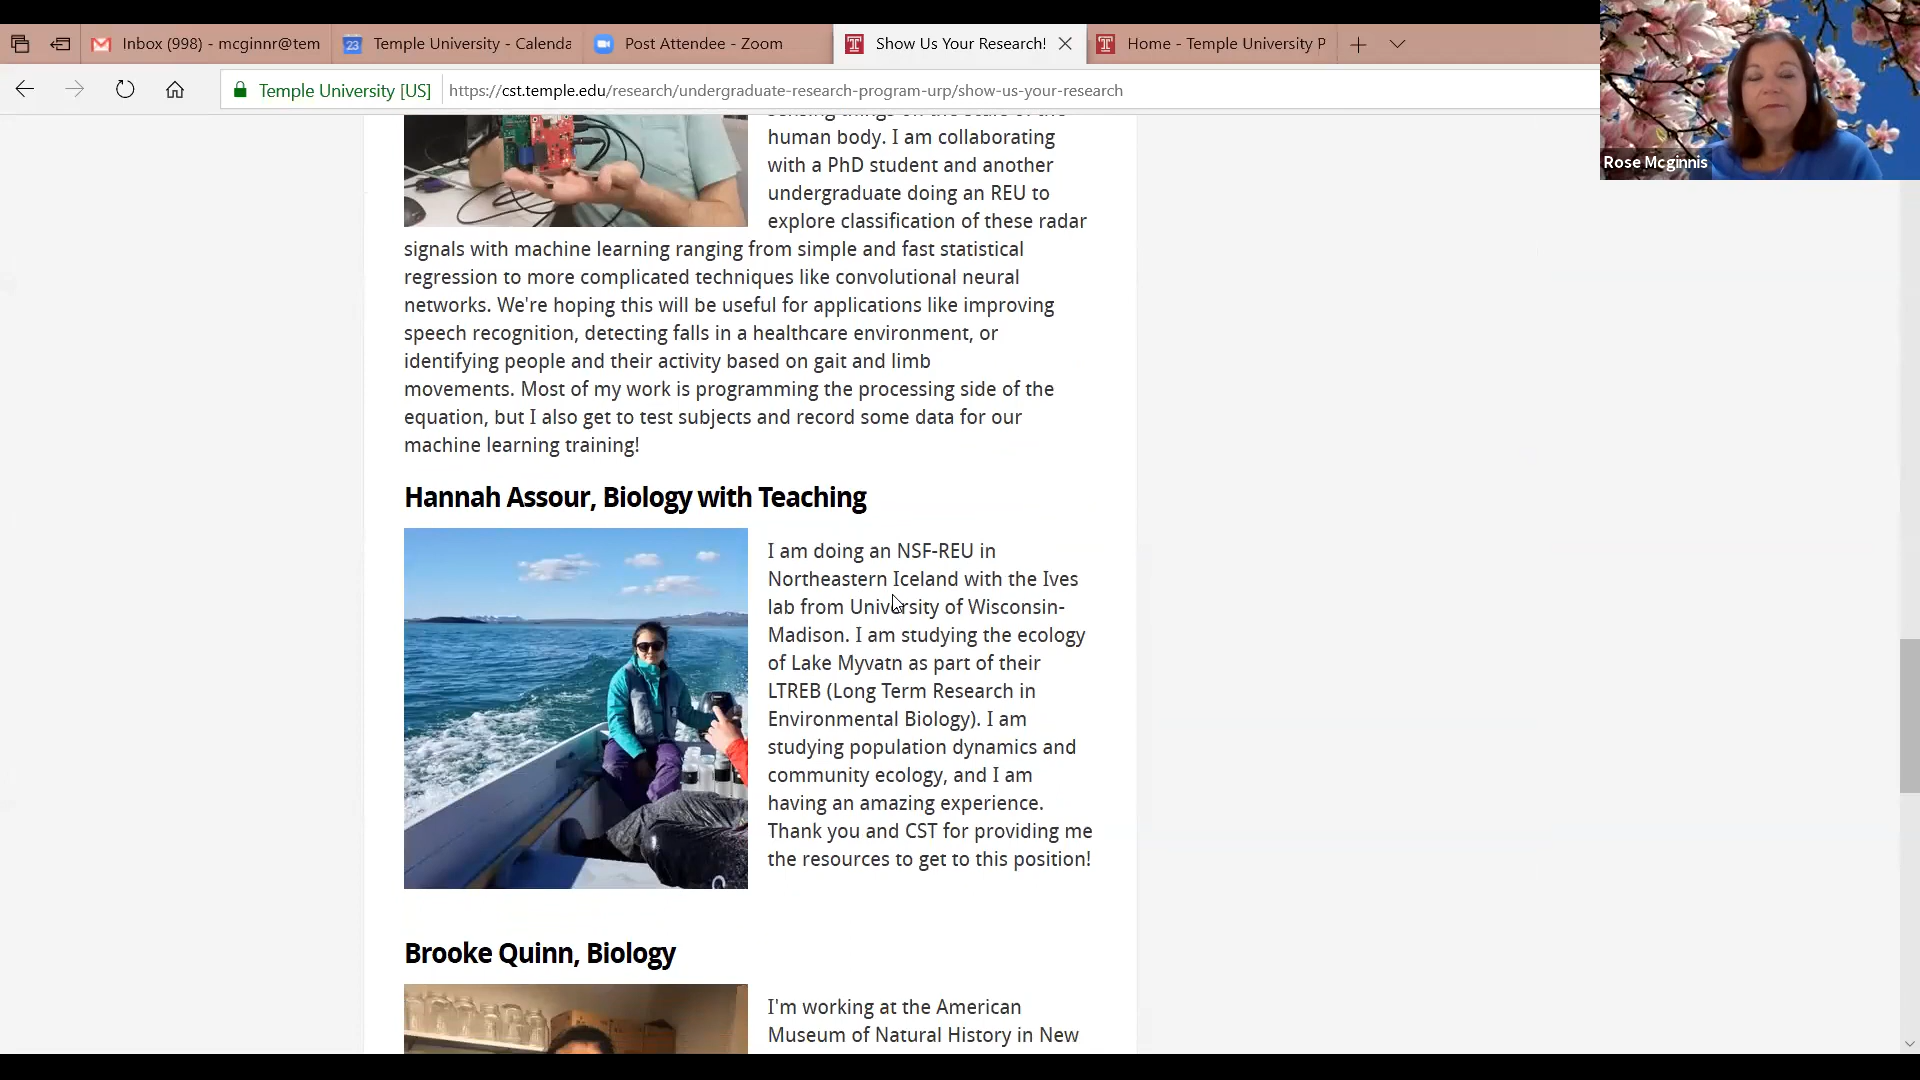 Inbox (998) - mcginnr@tem
23
Temple University - Calenda
Post Attendee - Zoom
Show Us Your Research!
Home - Temple University P
Temple University [US]
https://cst.temple.edu/research/undergraduate-research-program-urp/show-us-your-research
Rose Mcginnis
sensing things on the scale of the
human body. I am collaborating
with a PhD student and another
undergraduate doing an REU to
explore classification of these radar
signals with machine learning ranging from simple and fast statistical
regression to more complicated techniques like convolutional neural
networks. We're hoping this will be useful for applications like improving
speech recognition, detecting falls in a healthcare environment, or
identifying people and their activity based on gait and limb
movements. Most of my work is programming the processing side of the
equation, but I also get to test subjects and record some data for our
machine learning training!
Hannah Assour, Biology with Teaching
I am doing an NSF-REU in
Northeastern Iceland with the Ives
lab from University of Wisconsin-
Madison. I am studying the ecology
of Lake Myvatn as part of their
LTREB (Long Term Research in
Environmental Biology). I am
studying population dynamics and
community ecology, and I am
having an amazing experience.
Thank you and CST for providing me
the resources to get to this position!
Brooke Quinn, Biology
I'm working at the American
Museum of Natural History in New